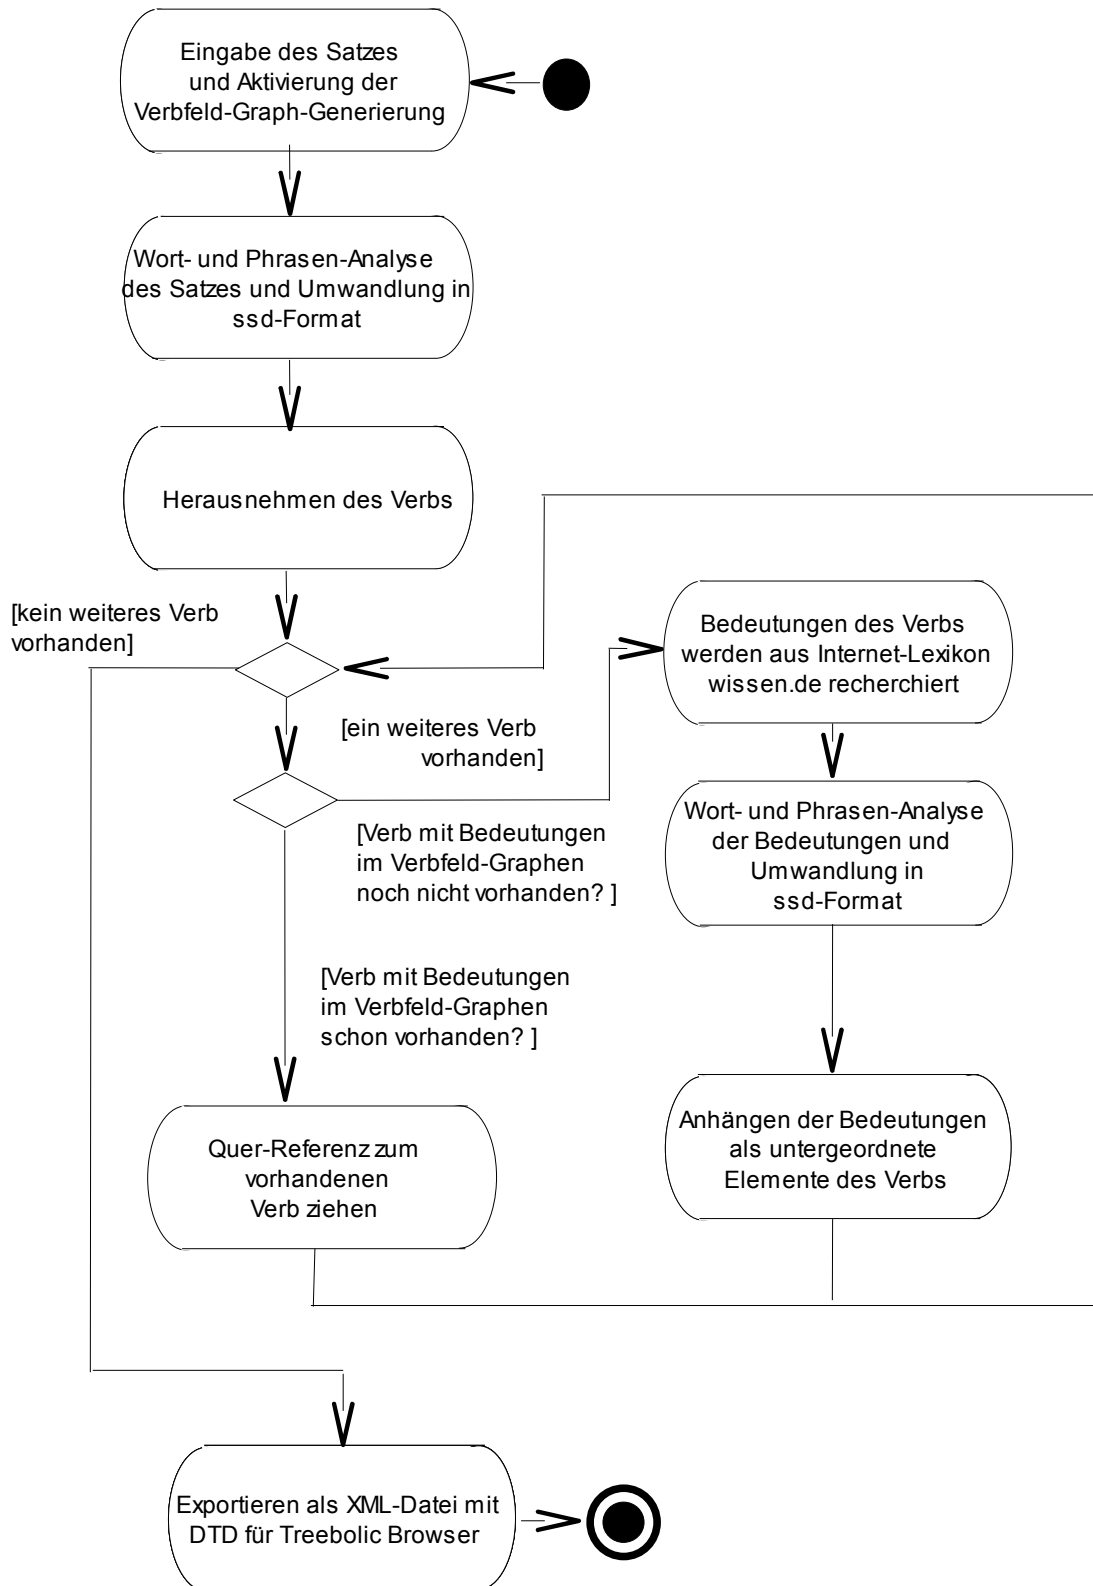 Eingabe des Satzes
und Aktivierung der
Verbfeld-Graph-Generierung
Wort- und Phrasen-Analyse
des Satzes und Umwandlung in
ssd-Format
Herausnehmen des Verbs
[kein weiteres Verb
vorhanden]
[ein weiteres Verb
vorhanden]
Bedeutungen des Verbs
werden aus Internet-Lexikon
wissen.de recherchiert
[Verb mit Bedeutungen
im Verbfeld-Graphen
noch nicht vorhanden? ]
Wort- und Phrasen-Analyse
der Bedeutungen und
Umwandlung in
ssd-Format
[Verb mit Bedeutungen
im Verbfeld-Graphen
schon vorhanden? ]
Quer-Referenz zum
vorhandenen
Verb ziehen
Anhängen der Bedeutungen
als untergeordnete
Elemente des Verbs
Exportieren als XML-Datei mit
DTD für Treebolic Browser